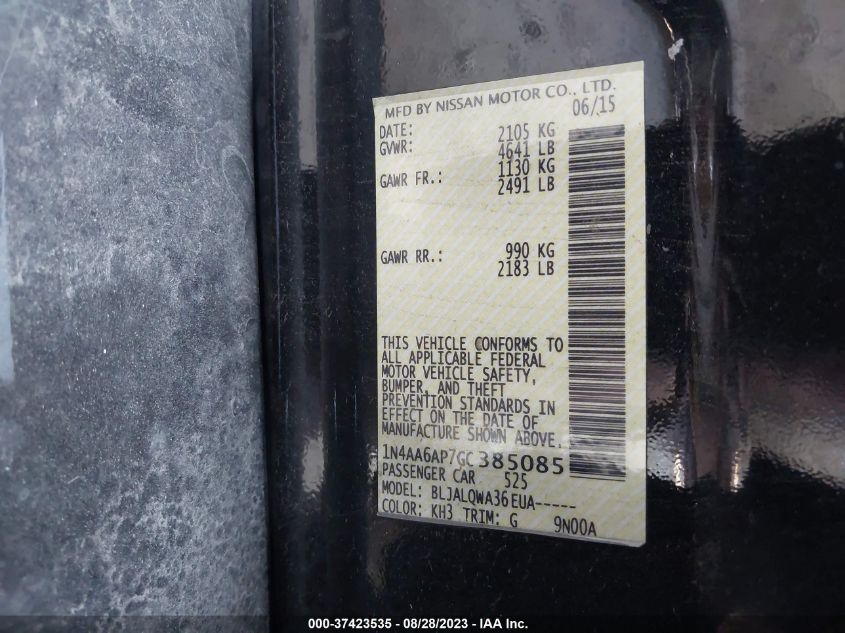 MFD BY NISSAN MOTOR CO., LTD.
DATE: 06/15
GVWR: 2105 KG
4641 LB
GAWR FR.: 1130 KG
2491 LB
GAWR RR.: 990 KG
2183 LB
THIS VEHICLE CONFORMS TO
ALL APPLICABLE FEDERAL
MOTOR VEHICLE SAFETY,
BUMPER, AND THEFT
PREVENTION STANDARDS IN
EFFECT ON THE DATE OF
MANUFACTURE SHOWN ABOVE.
1N4AA6AP7GC385085
PASSENGER CAR 525
MODEL: BLJALQWA36EUA-----
COLOR: KH3 TRIM: G 9N00A
000-37423535 - 08/28/2023 - IAA Inc.